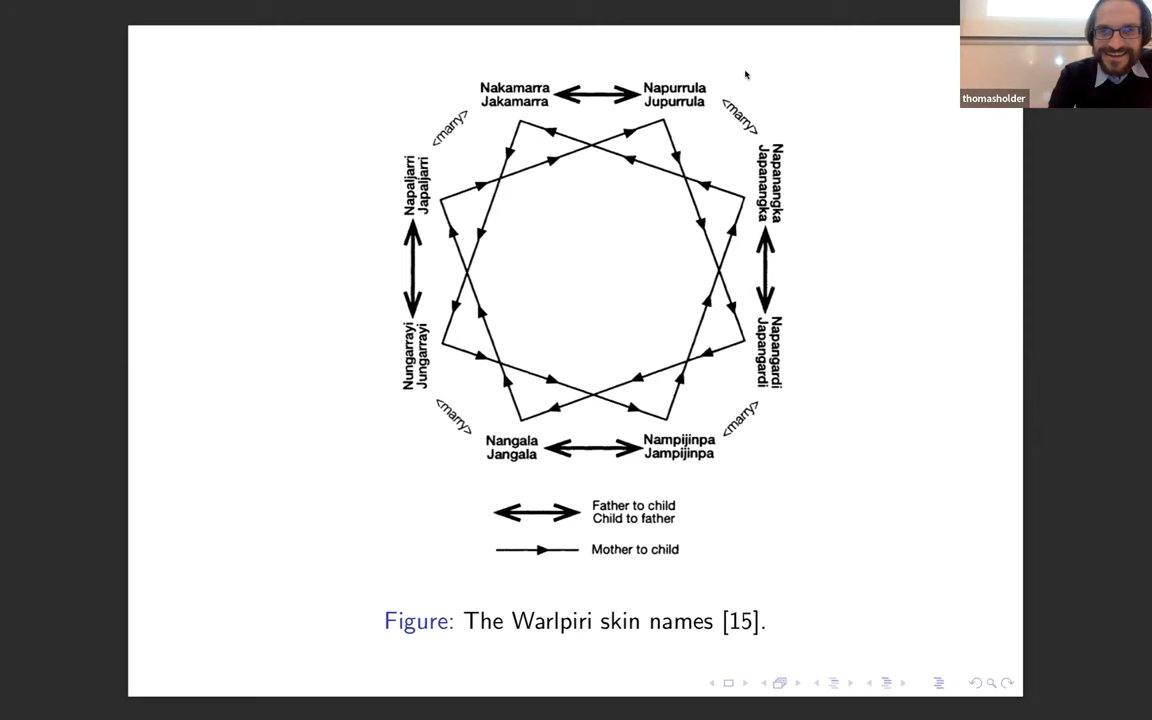 thomasholder
Nakamarra
Jakamarra
Napurrula
Jupurrula
<marry>
<marry>
Napaljarri
Japaljarri
Napanangka
Japanangka
Nungarrayi
Jungarrayi
Napangardi
Japangardi
<marry>
<marry>
Nangala
Jangala
Nampijinpa
Jampijinpa
Father to child
Child to father
Mother to child
Figure: The Warlpiri skin names [15].